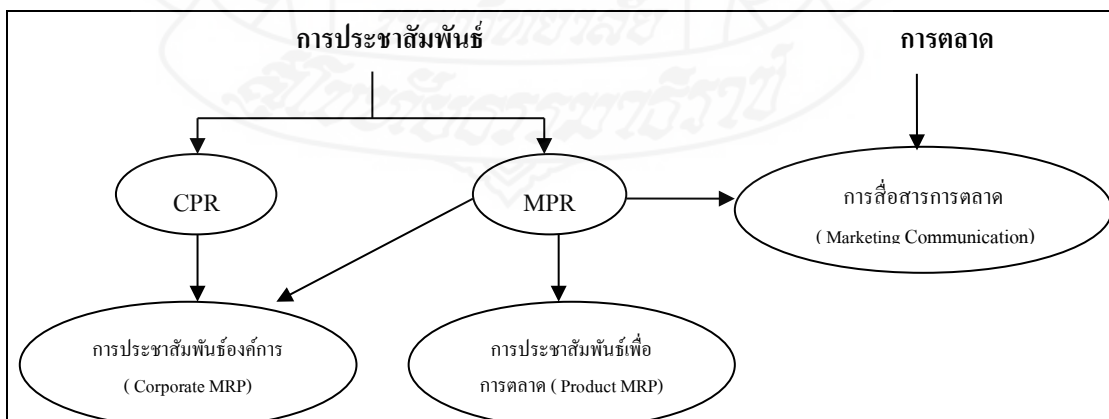 การประชาสัมพันธ์
การตลาด
CPR
MPR
การสื่อสารการตลาด
( Marketing Communication)
การประชาสัมพันธ์องค์การ
( Corporate MRP)
การประชาสัมพันธ์เพื่อ
การตลาด ( Product MRP)